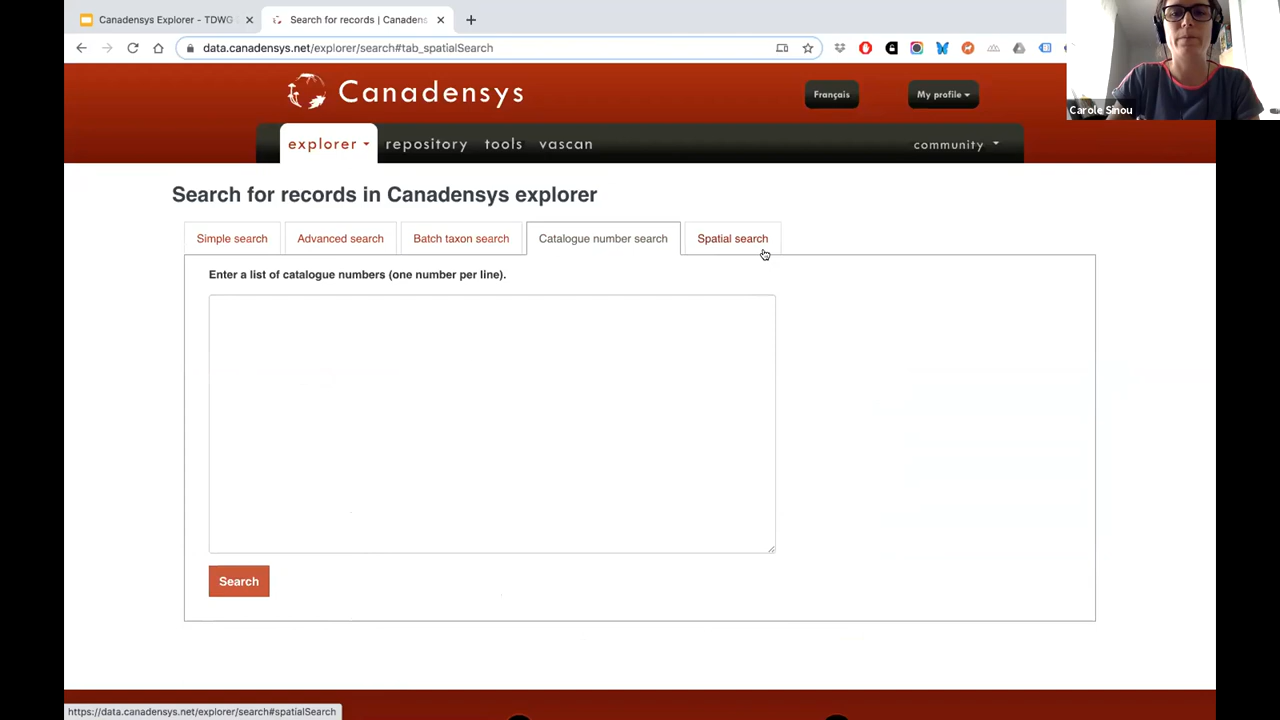 Canadensys Explorer - TDWG
Search for records | Canadens
data.canadensys.net/explorer/search#tab_spatialSearch
Carole Sinou
Canadensys
Français
My profile
explorer
repository
tools
vascan
community
Search for records in Canadensys explorer
Simple search
Advanced search
Batch taxon search
Catalogue number search
Spatial search
Enter a list of catalogue numbers (one number per line).
Search
https://data.canadensys.net/explorer/search#spatialSearch